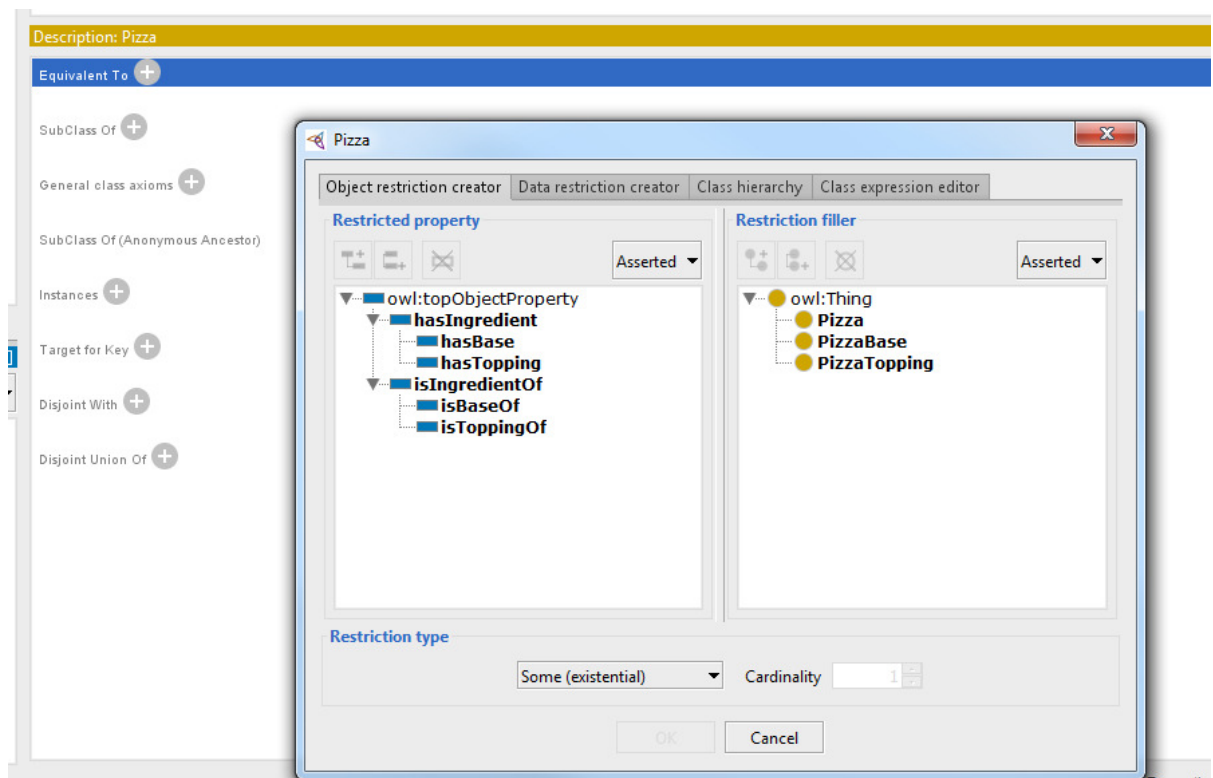 Description: Pizza
Equivalent To
SubClass Of
General class axioms
SubClass Of (Anonymous Ancestor)
Instances
Target for Key
Disjoint With
Disjoint Union Of
Pizza
Object restriction creator Data restriction creator Class hierarchy Class expression editor
Restricted property
Asserted
owl:topObjectProperty
hasIngredient
hasBase
hasTopping
isIngredientOf
isBaseOf
isToppingOf
Restriction filler
Asserted
owl:Thing
Pizza
PizzaBase
PizzaTopping
Restriction type
Some (existential) Cardinality 1
OK Cancel